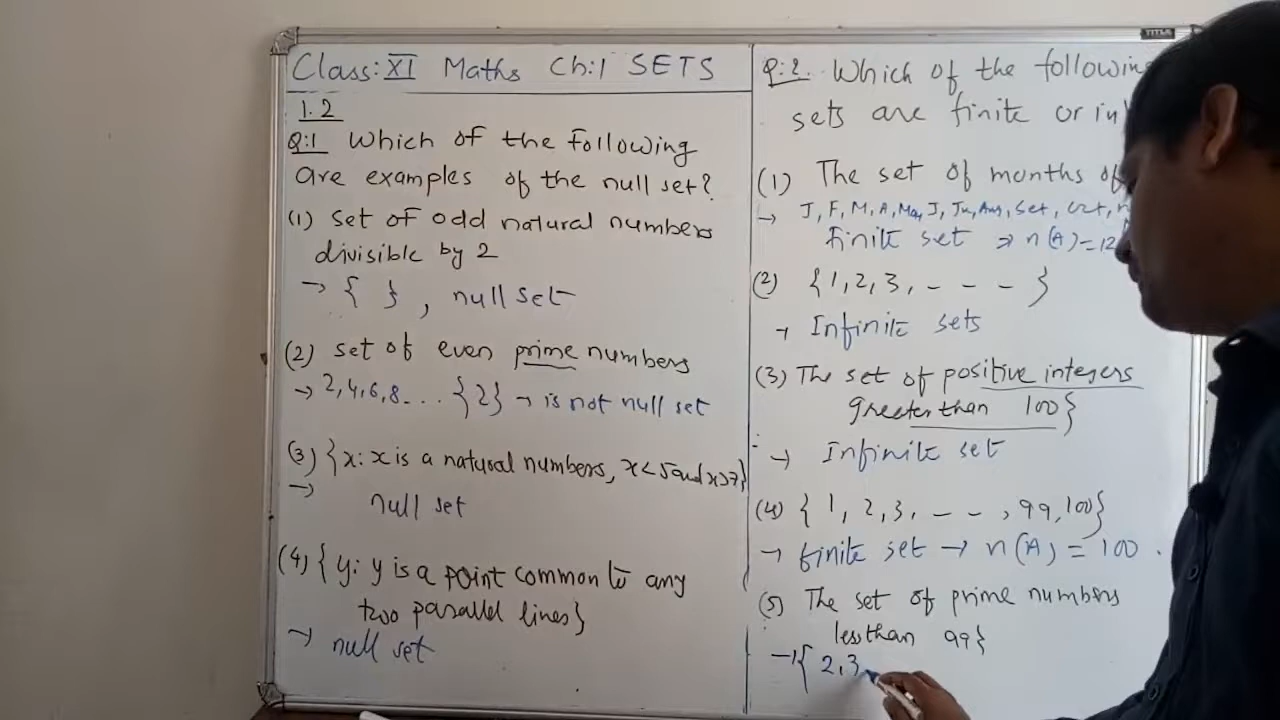 Class: XI Maths Ch:1 SETS
1.2
Q:1 Which of the following
are examples of the null set?
(1) set of odd natural numbers
divisible by 2
→ { } , null set
(2) set of even prime numbers
→ 2,4,6,8... {2} → is not null set
(3) {x: x is a natural numbers, x<5 and x>7}
→ null set
(4) {y: y is a point common to any
two parallel lines}
→ null set
TITLE
Q:2. Which of the following
sets are finite or
(1) The set of months of
→ J, F, M, A, May, J, Ju, Aug, Set, Oct,
finite set → n(A)=12
(2) {1,2,3, - - - }
→ Infinite sets
(3) The set of positive integers
greater than 100}
→ Infinite set
(4) {1, 2,3, - - - , 99,100}
→ finite set → n(A) = 100 .
(5) The set of prime numbers
less than 99}
→ { 2,3